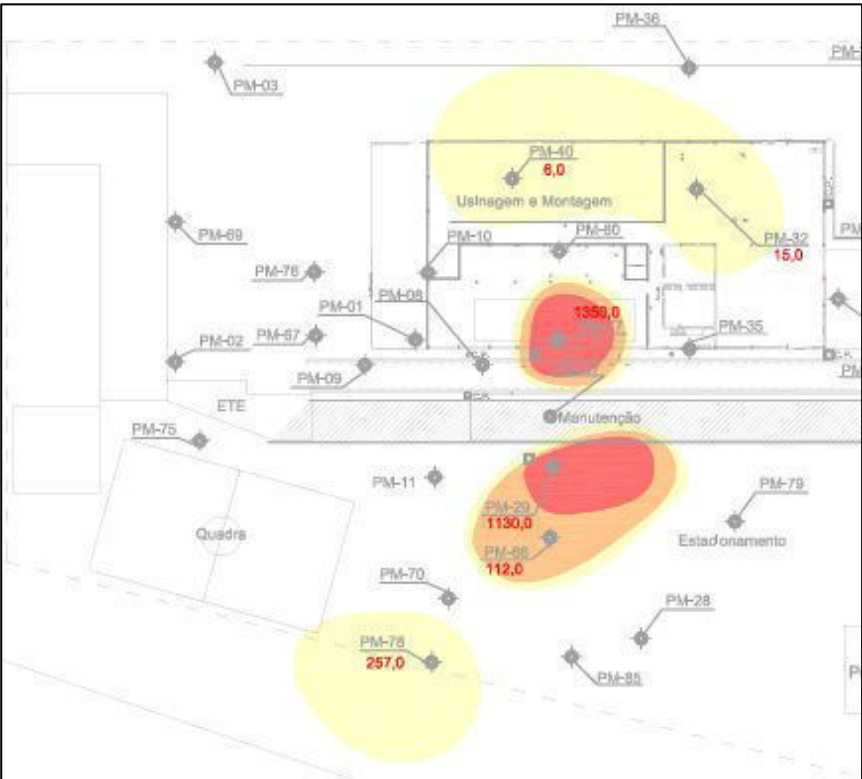 PM-36
PM-
PM-03
PM-40
6,0
Usinagem e Montagem
PM-69
PM-10
PM-60
PM-32
15,0
PM
PM-76
PM-08
PM-01
1350,0
PM-67
PM-35
PM-02
PM-09
PM
ETE
Manutenção
PM-75
PM-11
PM-79
PM-29
1130,0
Quadra
Estacionamento
PM-66
112,0
PM-70
PM-28
PM-78
257,0
PM-85
P